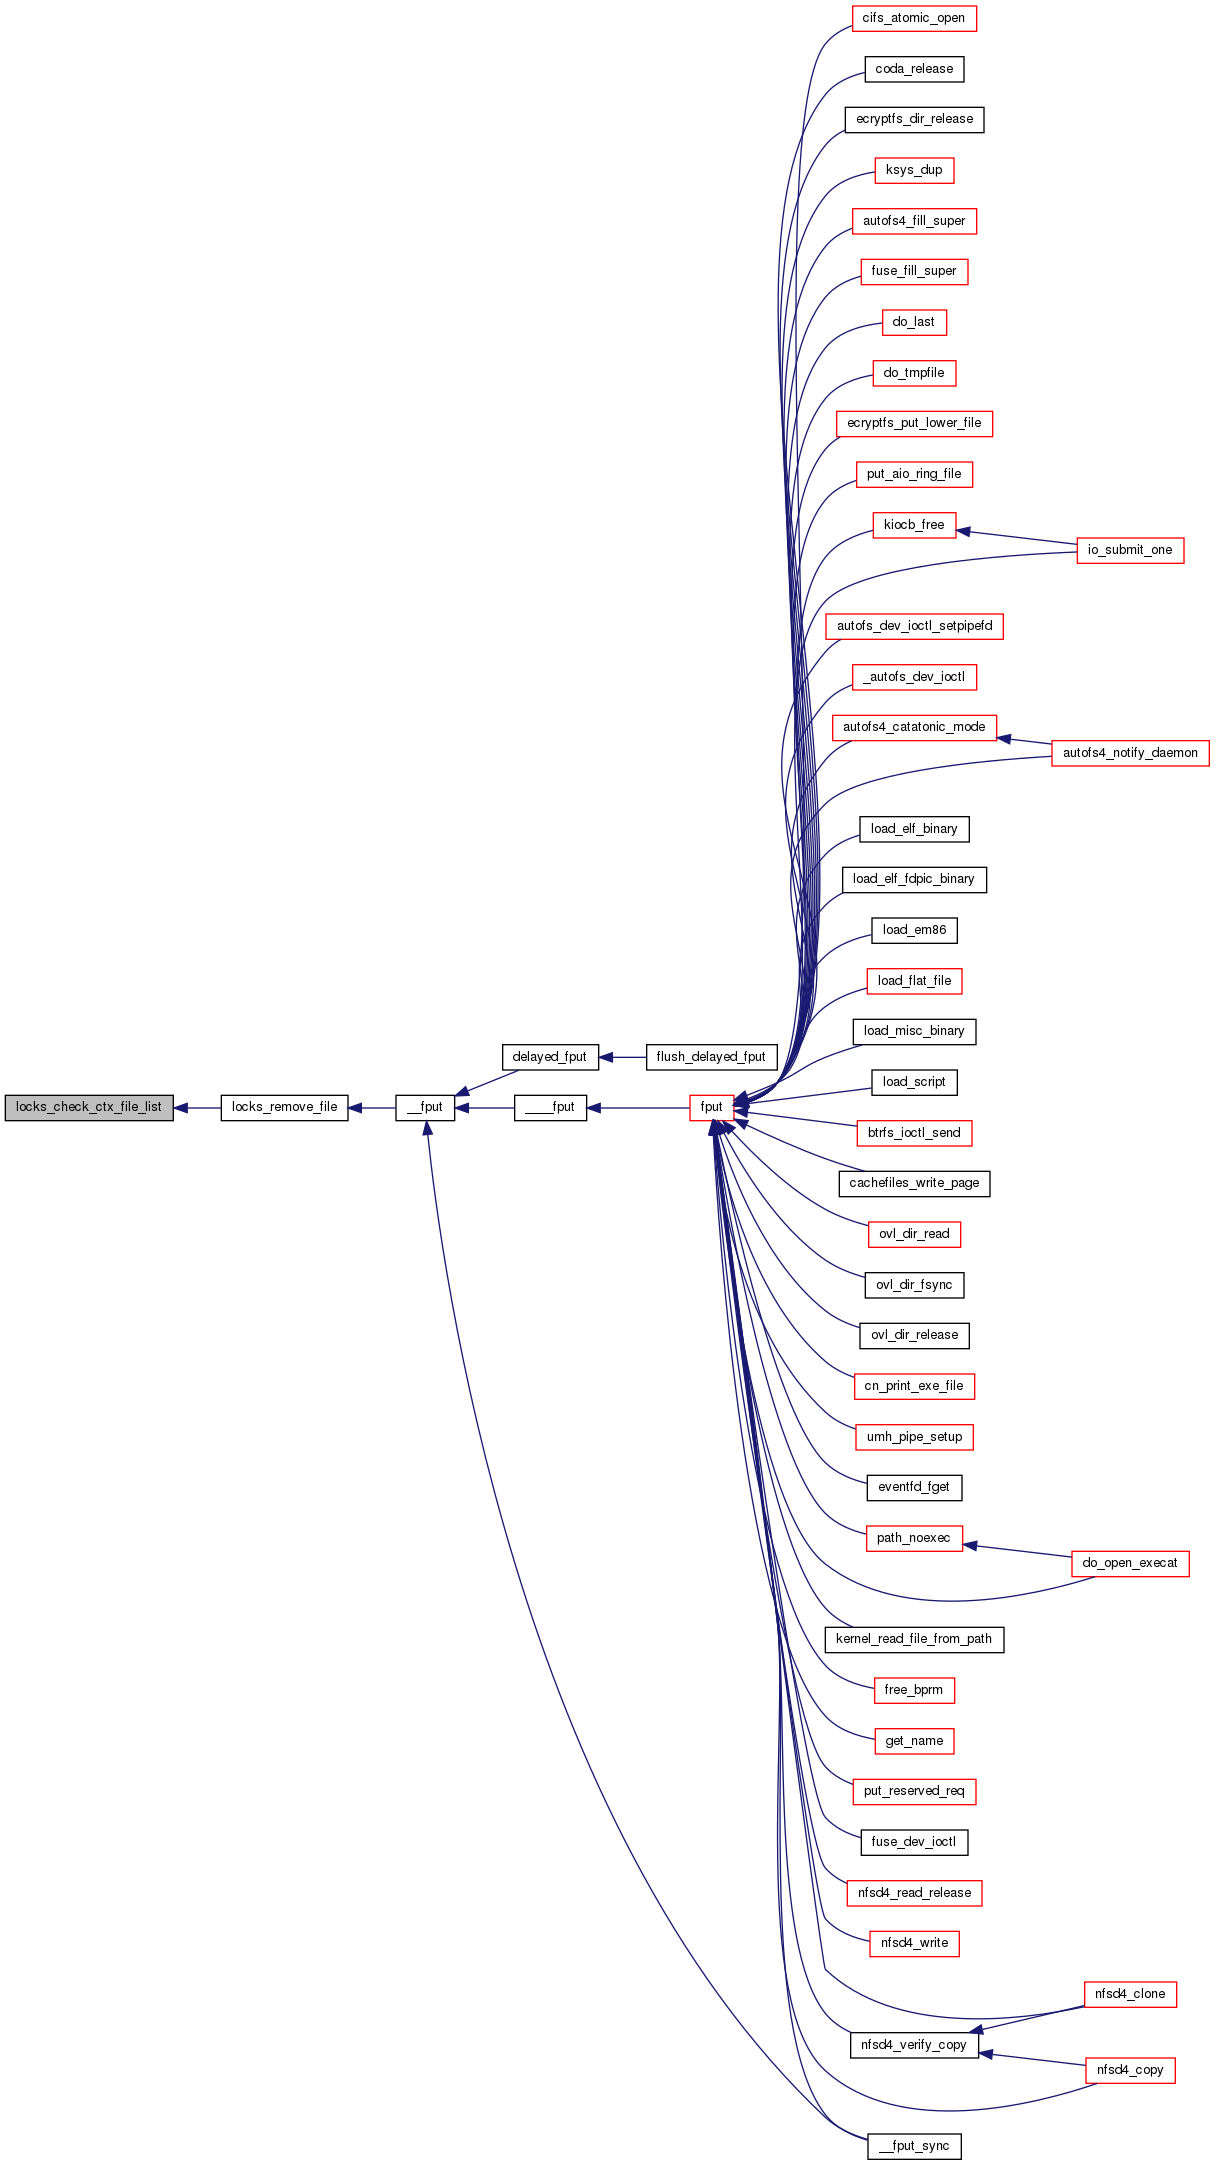 cifs_atomic_open
coda_release
ecryptfs_dir_release
ksys_dup
autofs4_fill_super
fuse_fill_super
do_last
do_tmpfile
ecryptfs_put_lower_file
put_aio_ring_file
kiocb_free
io_submit_one
autofs_dev_ioctl_setpipefd
_autofs_dev_ioctl
autofs4_catatonic_mode
autofs4_notify_daemon
load_elf_binary
load_elf_fdpic_binary
load_em86
load_flat_file
load_misc_binary
delayed_fput
flush_delayed_fput
load_script
locks_check_ctx_file_list
locks_remove_file
__fput
____fput
fput
btrfs_ioctl_send
cachefiles_write_page
ovl_dir_read
ovl_dir_fsync
ovl_dir_release
cn_print_exe_file
umh_pipe_setup
eventfd_fget
path_noexec
do_open_execat
kernel_read_file_from_path
free_bprm
get_name
put_reserved_req
fuse_dev_ioctl
nfsd4_read_release
nfsd4_write
nfsd4_clone
nfsd4_verify_copy
nfsd4_copy
__fput_sync